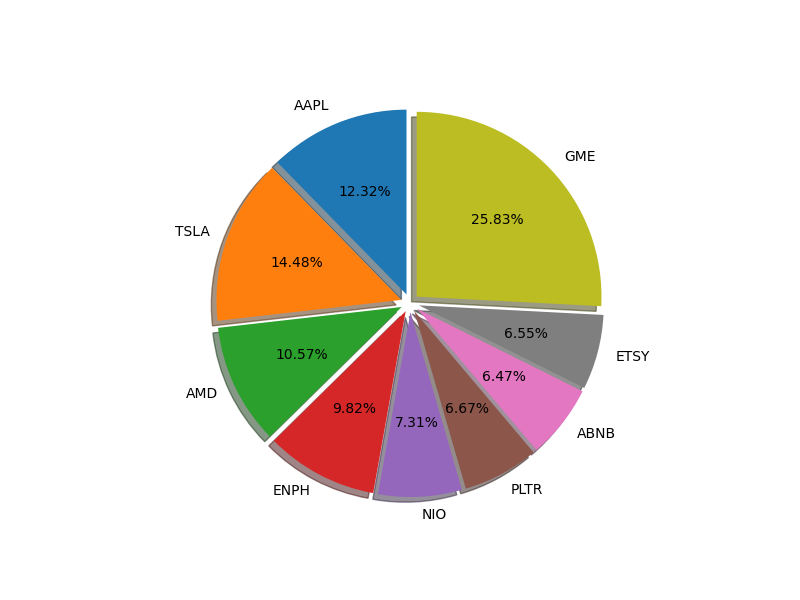 AAPL
12.32%
GME
25.83%
TSLA
14.48%
AMD
10.57%
ENPH
9.82%
NIO
7.31%
PLTR
6.67%
ABNB
6.47%
ETSY
6.55%